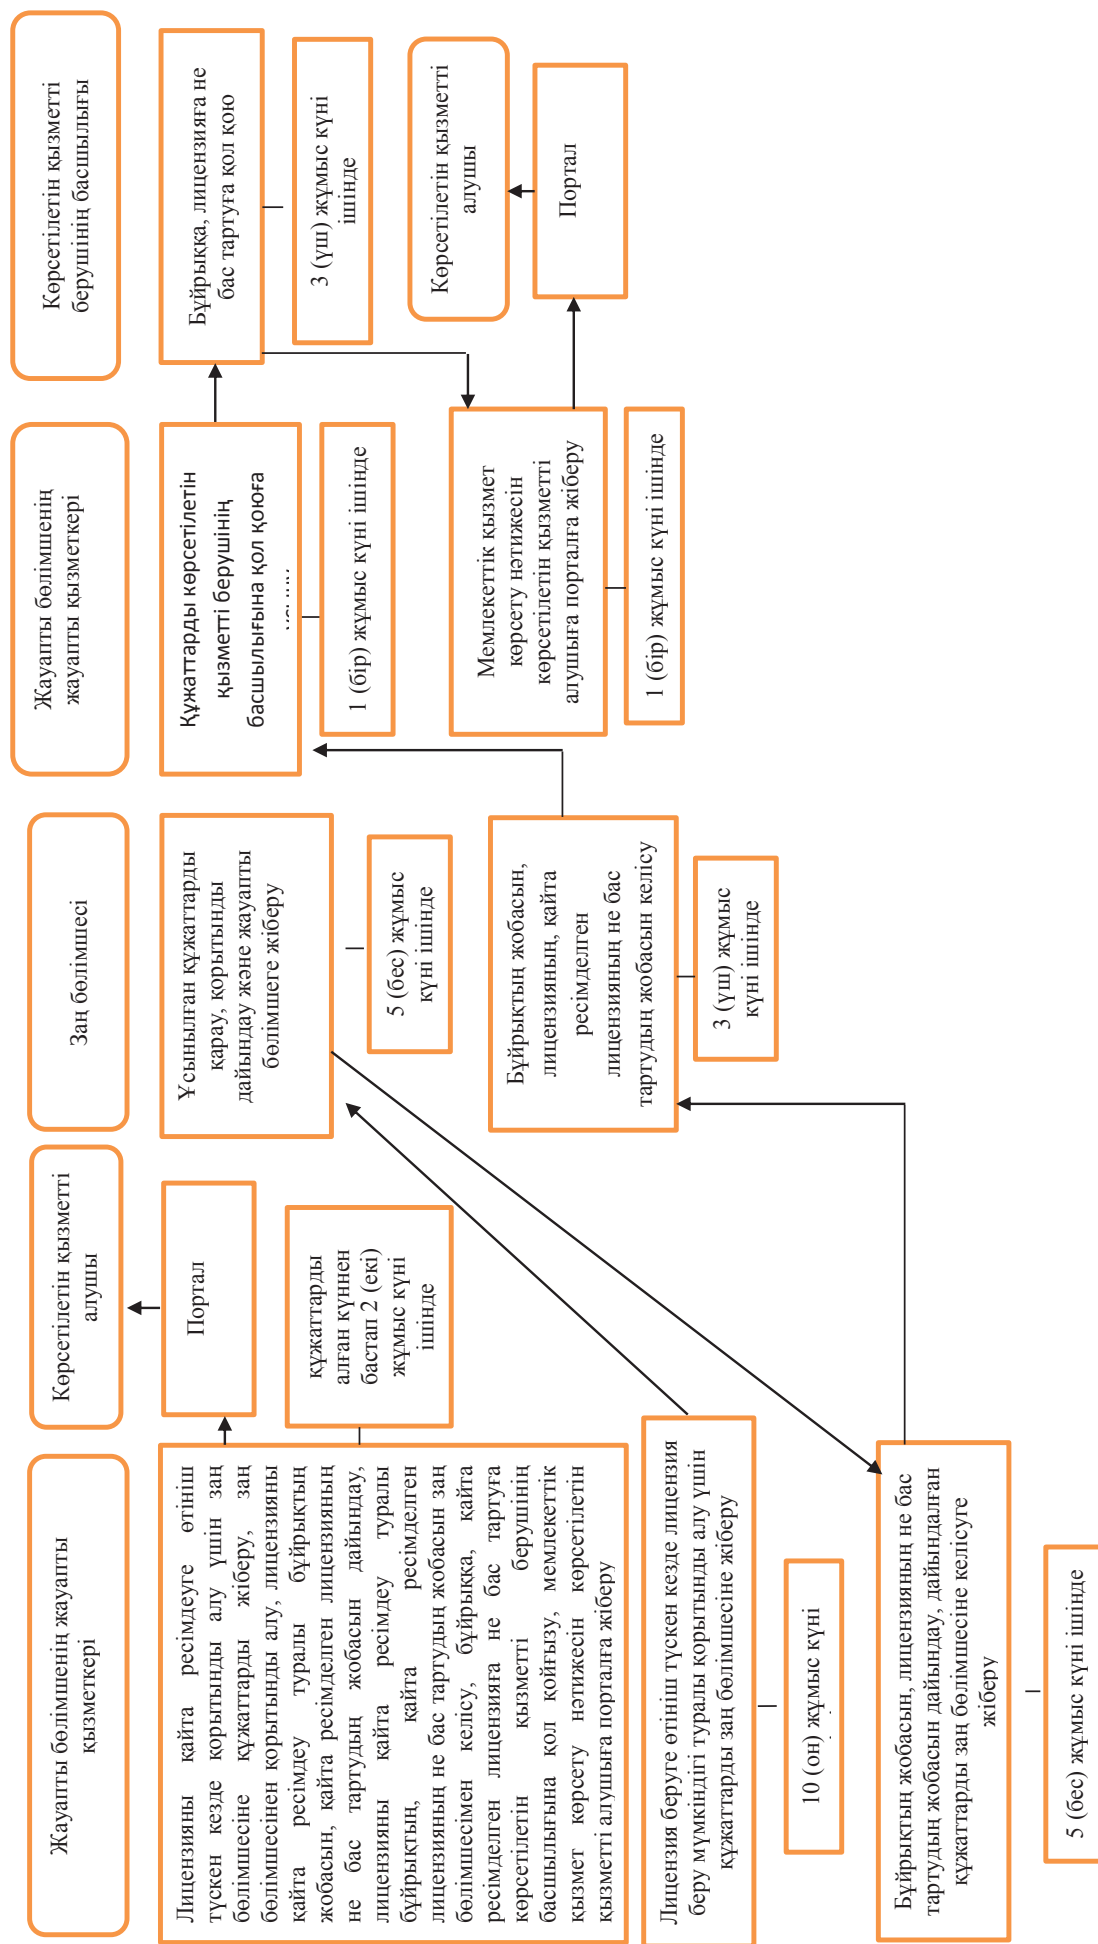 Жауапты бөлімшенің жауапты
қызметкері
Көрсетілетін қызметті
алушы
Заң бөлімшесі
Жауапты бөлімшенің
жауапты қызметкері
Көрсетілетін қызметті
берушінің басшылығы
Лицензияны қайта ресімдеуге өтініш
түскен кезде қорытынды алу үшін заң
бөлімшесіне құжаттарды жіберу, заң
бөлімшесінен қорытынды алу, лицензияны
қайта ресімдеу туралы бұйрықтың
жобасын, қайта ресімделген лицензияның
не бас тартудың жобасын дайындау,
лицензияны қайта ресімдеу туралы
бұйрықтың, қайта ресімделген
лицензияның не бас тартудың жобасын заң
бөлімшесімен келісу, бұйрыққа, қайта
ресімделген лицензияға не бас тартуға
көрсетілетін қызметті берушінің
басшылығына қол қойғызу, мемлекеттік
қызмет көрсету нәтижесін көрсетілетін
қызметті алушыға порталға жіберу
Портал
құжаттарды
алған күннен
бастап 2 (екі)
жұмыс күні
ішінде
Ұсынылған құжаттарды
қарау, қорытынды
дайындау және жауапты
бөлімшеге жіберу
5 (бес) жұмыс
күні ішінде
Құжаттарды көрсетілетін
қызметті берушінің
басшылығына қол қоюға
1 (бір) жұмыс күні ішінде
Бұйрыққа, лицензияға не
бас тартуға қол қою
3 (үш) жұмыс күні
ішінде
Лицензия беруге өтініш түскен кезде лицензия
беру мүмкіндігі туралы қорытынды алу үшін
құжаттарды заң бөлімшесіне жіберу
10 (он) жұмыс күні
Бұйрықтың жобасын,
лицензияның, қайта
ресімделген
лицензияның не бас
тартудың жобасын келісу
3 (үш) жұмыс
күні ішінде
Мемлекеттік қызмет
көрсету нәтижесін
көрсетілетін қызметті
алушыға порталға жіберу
1 (бір) жұмыс күні ішінде
Көрсетілетін қызметті
алушы
Портал
Бұйрықтың жобасын, лицензияның не бас
тартудың жобасын дайындау, дайындалған
құжаттарды заң бөлімшесіне келісуге
жіберу
5 (бес) жұмыс күні ішінде